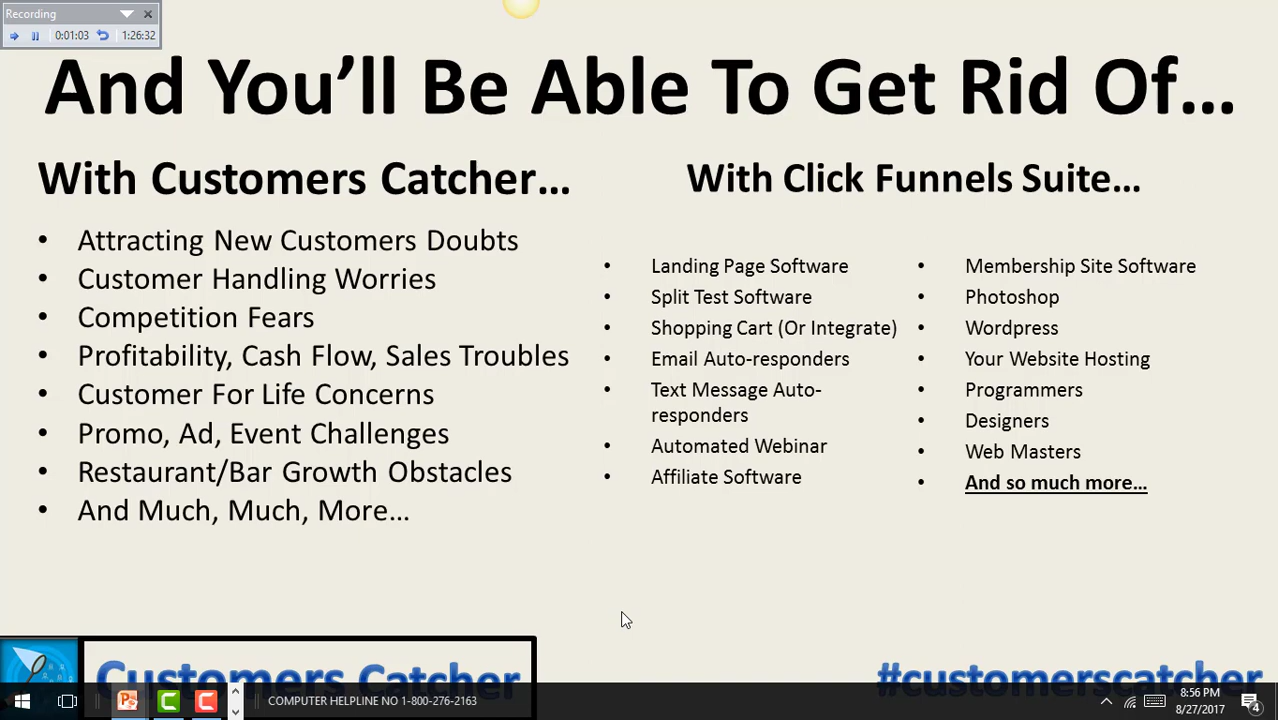 Recording
0:01:03 1:26:32
And You'll Be Able To Get Rid Of...
With Customers Catcher...
• Attracting New Customers Doubts
• Customer Handling Worries
• Competition Fears
• Profitability, Cash Flow, Sales Troubles
• Customer For Life Concerns
• Promo, Ad, Event Challenges
• Restaurant/Bar Growth Obstacles
• And Much, Much, More...
With Click Funnels Suite...
• Landing Page Software
• Split Test Software
• Shopping Cart (Or Integrate)
• Email Auto-responders
• Text Message Auto-
responders
• Automated Webinar
• Affiliate Software
• Membership Site Software
• Photoshop
• Wordpress
• Your Website Hosting
• Programmers
• Designers
• Web Masters
• And so much more...
Customers Catcher
#customerscatcher
COMPUTER HELPLINE NO 1-800-276-2163
8:56 PM
8/27/2017
4